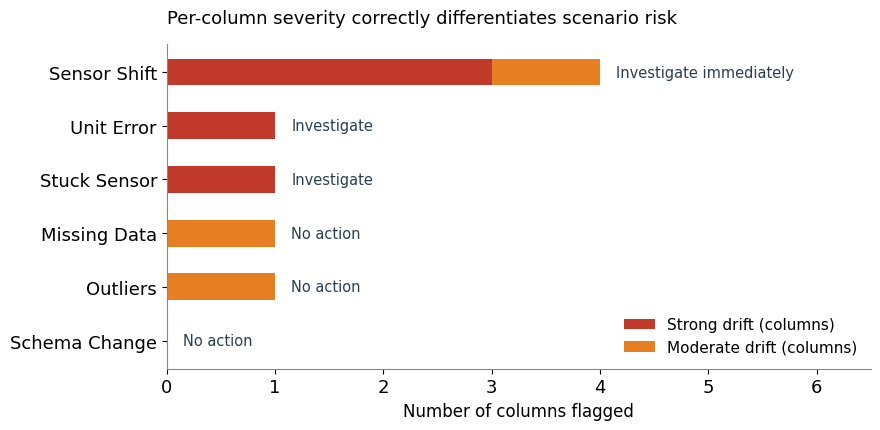 Per-column severity correctly differentiates scenario risk
Sensor Shift
Investigate immediately
Unit Error
Investigate
Stuck Sensor
Investigate
Missing Data
No action
Outliers
No action
Schema Change
No action
Strong drift (columns)
Moderate drift (columns)
0 1 2 3 4 5 6
Number of columns flagged